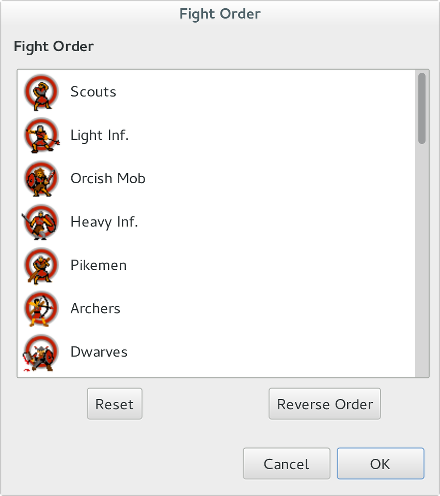 Fight Order
Fight Order
Scouts
Light Inf.
Orcish Mob
Heavy Inf.
Pikemen
Archers
Dwarves
Reset
Reverse Order
Cancel
OK